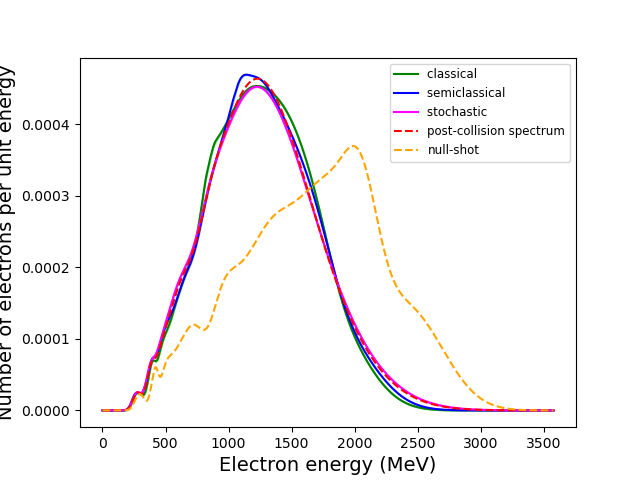 classical
semiclassical
stochastic
post-collision spectrum
null-shot
0.0004
0.0003
0.0002
0.0001
0.0000
0 500 1000 1500 2000 2500 3000 3500
Electron energy (MeV)
Number of electrons per unit energy